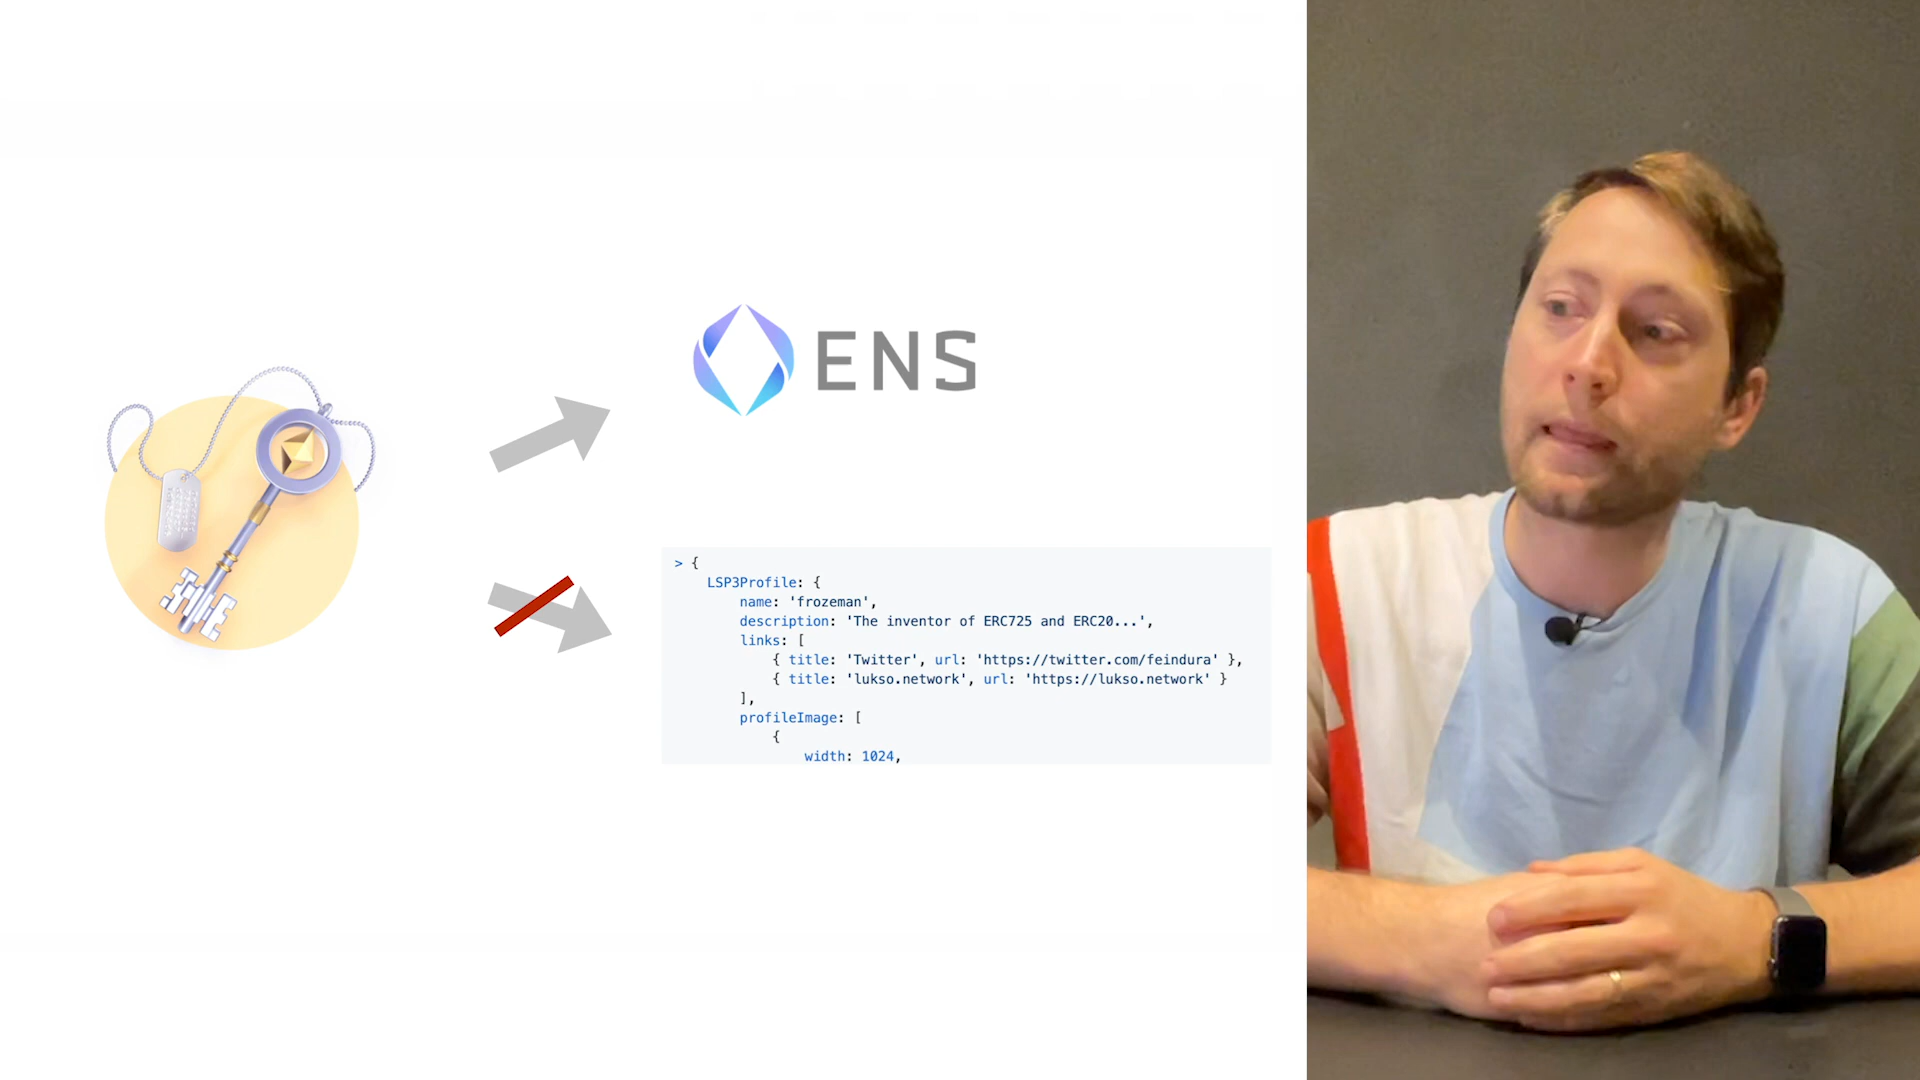 ENS
> {
LSP3Profile: {
name: 'frozeman',
description: 'The inventor of ERC725 and ERC20...',
links: [
{ title: 'Twitter', url: 'https://twitter.com/feindura' },
{ title: 'lukso.network', url: 'https://lukso.network' }
],
profileImage: [
{
width: 1024,